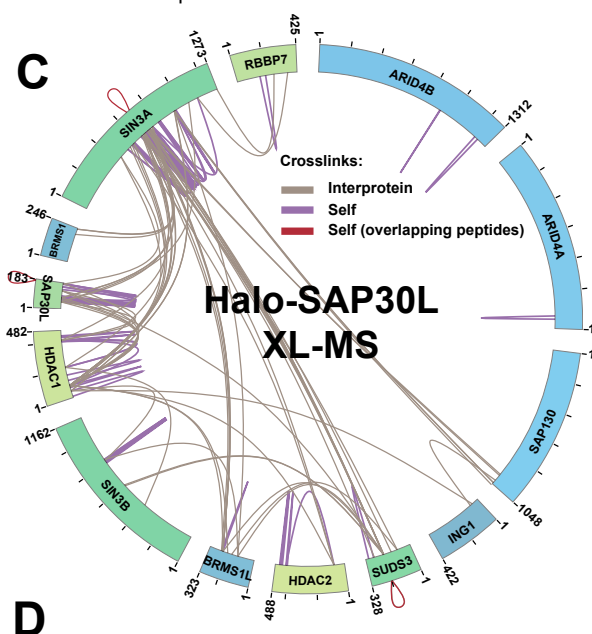 C
1273
1
RBBP7
425
1
ARID4B
1312
1
ARID4A
SIN3A
1
Crosslinks:
Interprotein
Self
Self (overlapping peptides)
246
BRMS1
1
183
SAP30L
1
Halo-SAP30L
XL-MS
482
HDAC1
1
1
SAP130
1048
1162
SIN3B
1
BRMS1L
323
HDAC2
488
1
SUDS3
328
1
ING1
1
422
D